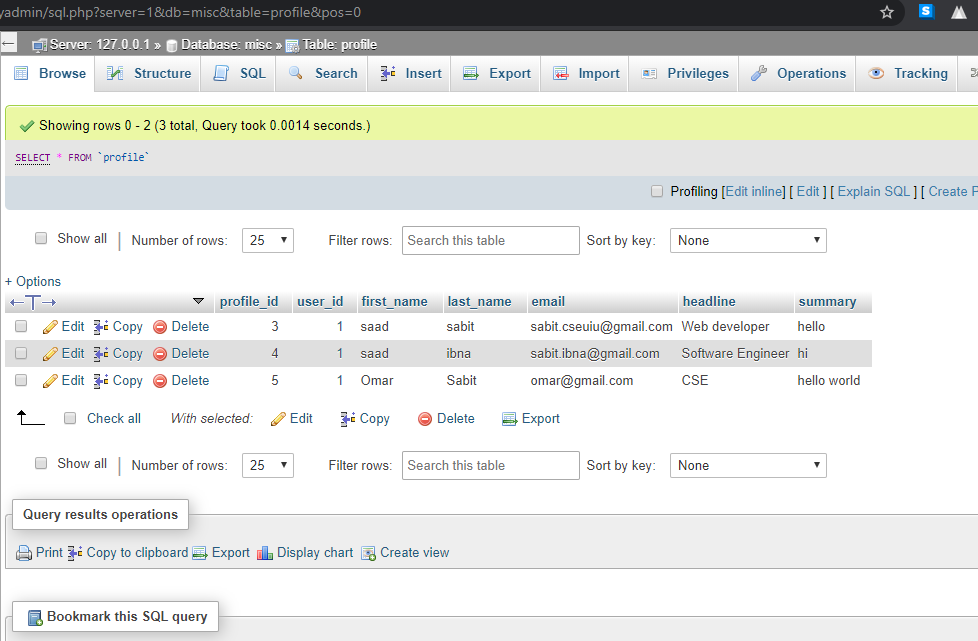 yadmin/sql.php?server=1&db=misc&table=profile&pos=0
Server: 127.0.0.1 » Database: misc » Table: profile
Browse Structure SQL Search Insert Export Import Privileges Operations Tracking
Showing rows 0 - 2 (3 total, Query took 0.0014 seconds.)
SELECT * FROM `profile`
Profiling [Edit inline] [ Edit ] [ Explain SQL ] [ Create P
Show all | Number of rows: 25 Filter rows: Search this table Sort by key: None
+ Options
←T→ profile_id user_id first_name last_name email headline summary
Edit Copy Delete 3 1 saad sabit sabit.cseuiu@gmail.com Web developer hello
Edit Copy Delete 4 1 saad ibna sabit.ibna@gmail.com Software Engineer hi
Edit Copy Delete 5 1 Omar Sabit omar@gmail.com CSE hello world
Check all With selected: Edit Copy Delete Export
Show all | Number of rows: 25 Filter rows: Search this table Sort by key: None
Query results operations
Print Copy to clipboard Export Display chart Create view
Bookmark this SQL query